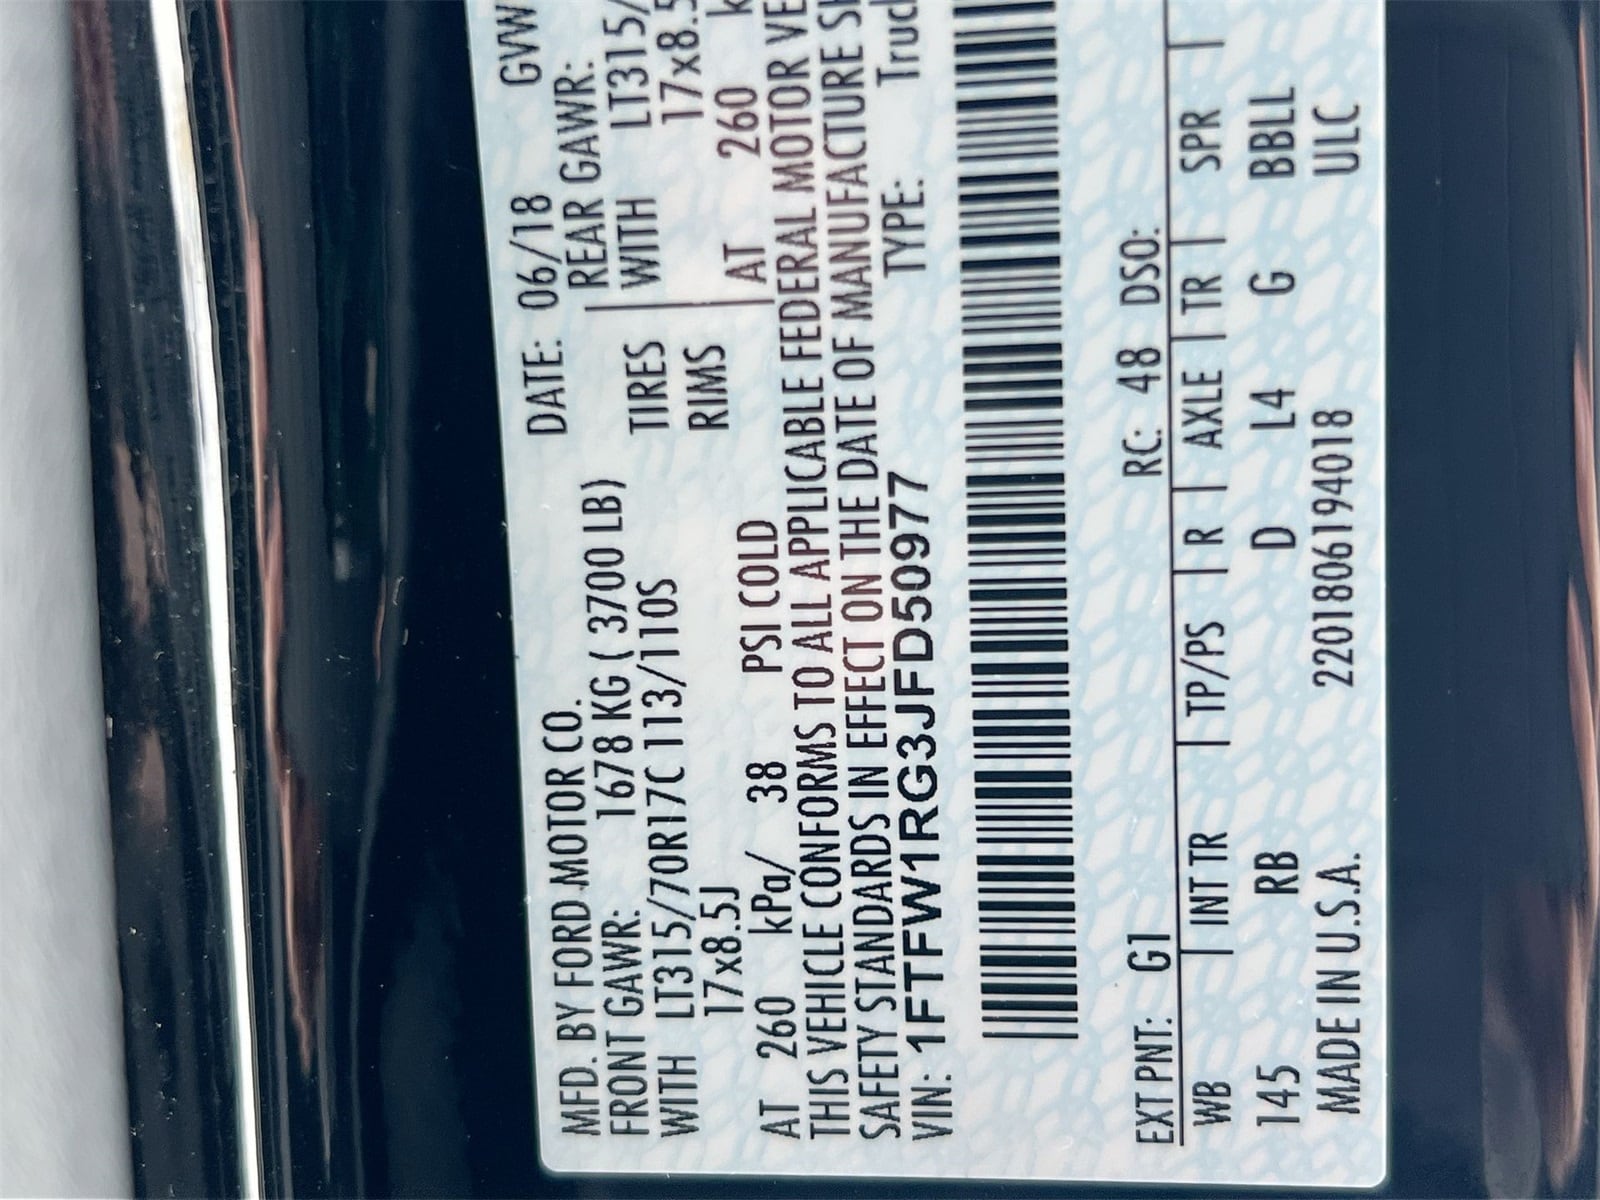 MFD. BY FORD MOTOR CO. DATE: 06/18 GVW
FRONT GAWR: 1678 KG ( 3700 LB) REAR GAWR:
WITH LT315/70R17C 113/110S TIRES WITH LT315/
17x8.5J RIMS 17x8.5
AT 260 kPa/ 38 PSI COLD AT 260 k
THIS VEHICLE CONFORMS TO ALL APPLICABLE FEDERAL MOTOR VE
SAFETY STANDARDS IN EFFECT ON THE DATE OF MANUFACTURE S
VIN: 1FTFW1RG3JFD50977 TYPE: Truc
EXT PNT: G1 RC: 48 DSO:
WB | INT TR | TP/PS | R | AXLE | TR | SPR |
145 RB D L4 G BBLL
MADE IN U.S.A. 220180619401​8 ULC